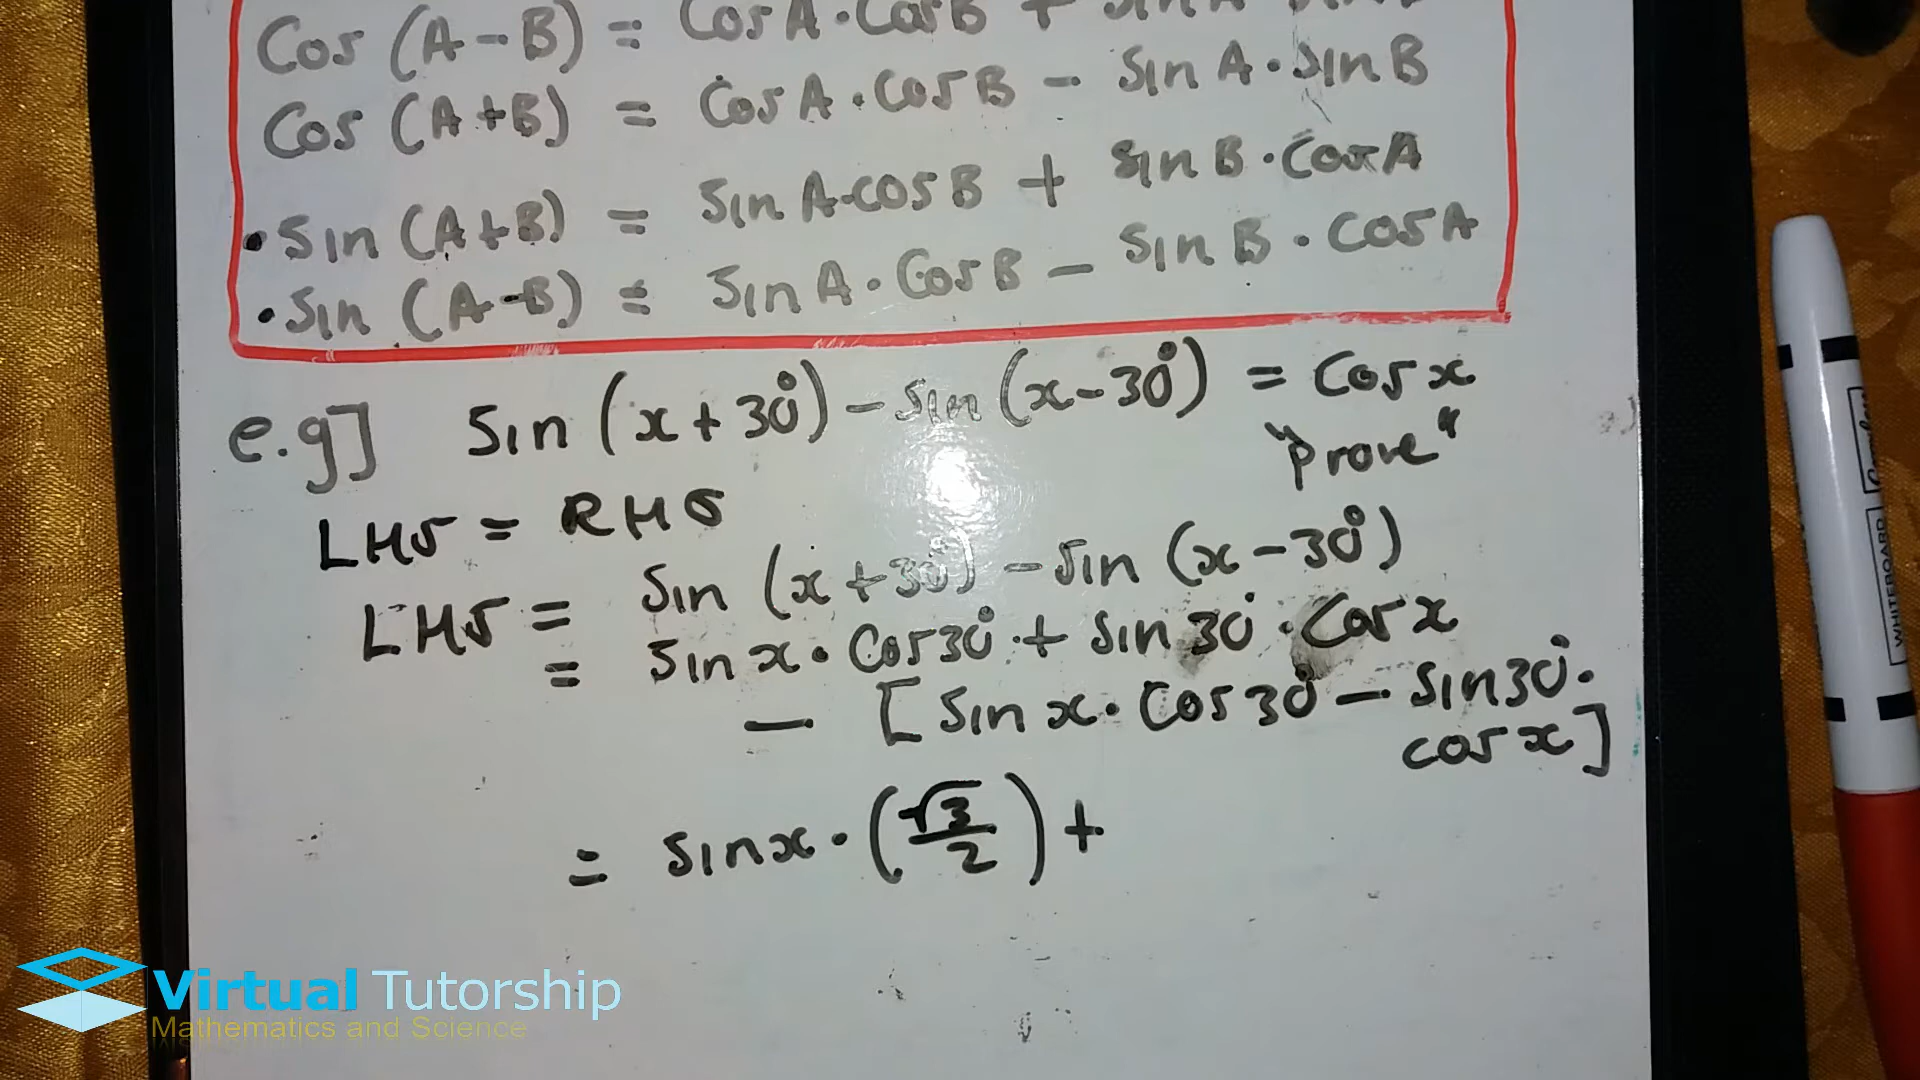 Cos (A-B) = CosA·CosB + sinA
Cos (A+B) = CosA·CosB - sinA·sinB
• Sin (A+B) = SinA·cosB + sinB·CosA
• Sin (A-B) = SinA·CosB - sinB·cosA
e.g] Sin (x+30°) - sin (x-30°) = Cosx
"prove"
LHS = RHS
LHS = Sin (x+30°) - sin (x-30°)
= Sinx·Cos30° + sin30°·Cosx
- [Sinx·Cos30° - sin30°·
cosx]
= Sinx·(√3/2) +
Virtual Tutorship
Mathematics and Science
WHITEBOARD